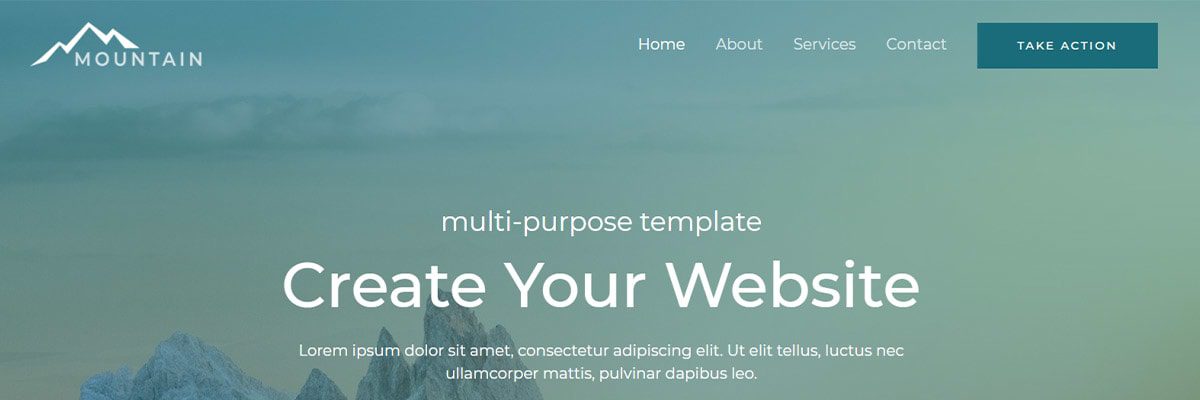 MOUNTAIN
Home About Services Contact TAKE ACTION
multi-purpose template
Create Your Website
Lorem ipsum dolor sit amet, consectetur adipiscing elit. Ut elit tellus, luctus nec
ullamcorper mattis, pulvinar dapibus leo.